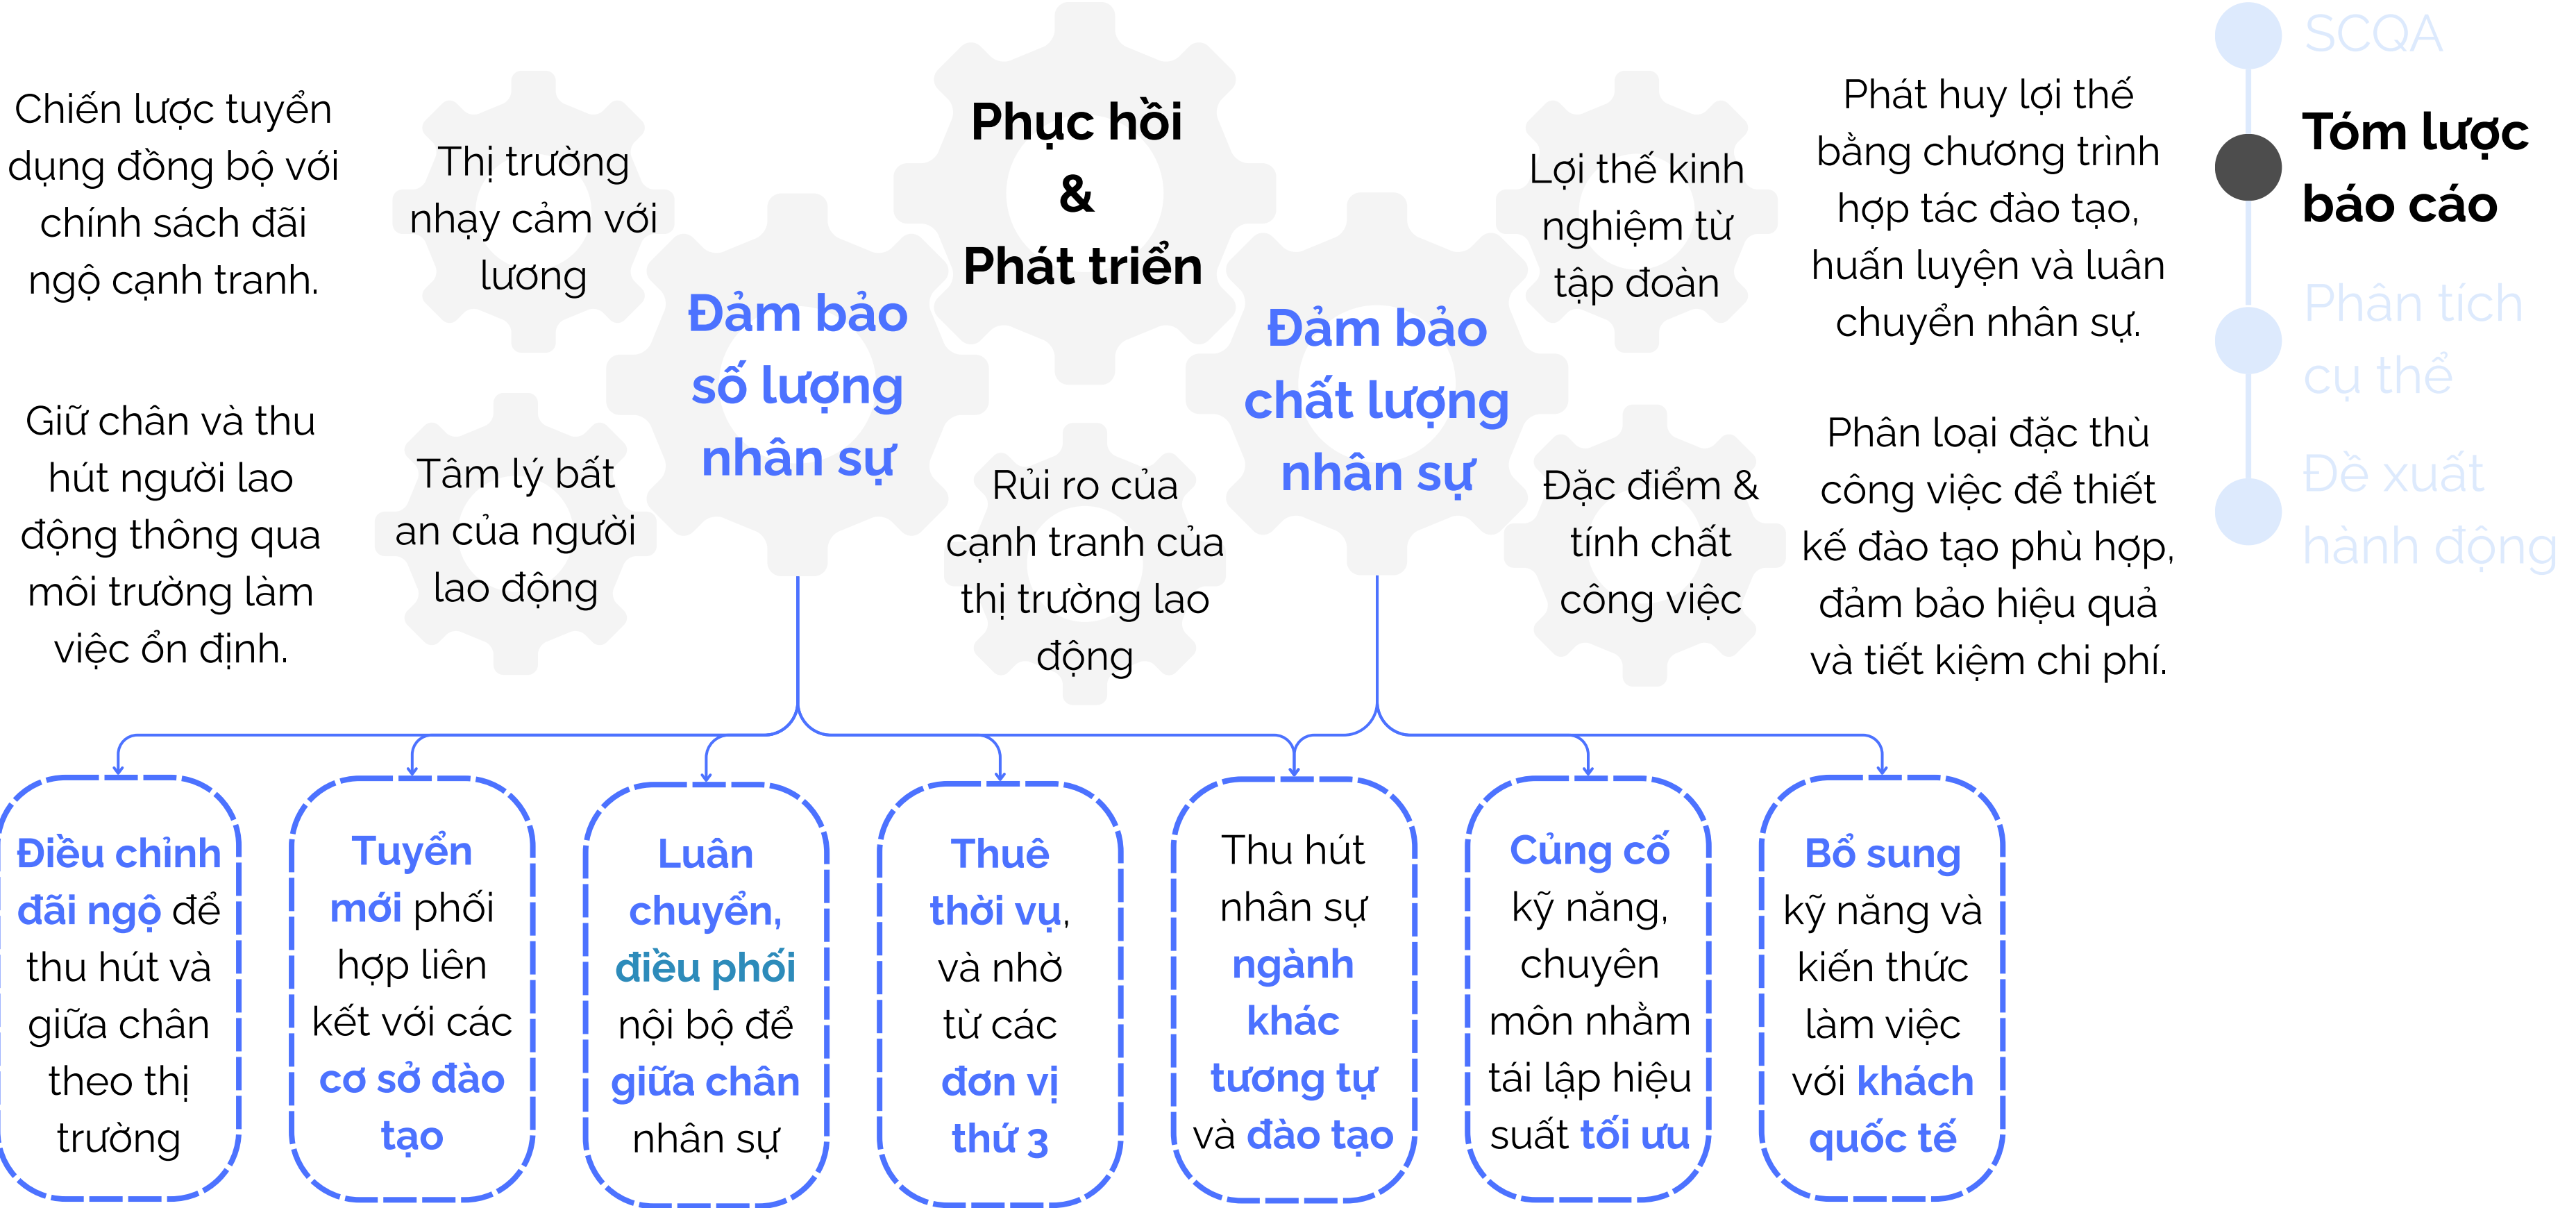 Chiến lược tuyển
dụng đồng bộ với
chính sách đãi
ngộ cạnh tranh.
Giữ chân và thu
hút người lao
động thông qua
môi trường làm
việc ổn định.
Thị trường
nhạy cảm với
lương
Tâm lý bất
an của người
lao động
Đảm bảo
số lượng
nhân sự
Phục hồi
&
Phát triển
Rủi ro của
cạnh tranh của
thị trường lao
động
Đảm bảo
chất lượng
nhân sự
Lợi thế kinh
nghiệm từ
tập đoàn
Đặc điểm &
tính chất
công việc
Phát huy lợi thế
bằng chương trình
hợp tác đào tạo,
huấn luyện và luân
chuyển nhân sự.
Phân loại đặc thù
công việc để thiết
kế đào tạo phù hợp,
đảm bảo hiệu quả
và tiết kiệm chi phí.
SCQA
Tóm lược
báo cáo
Phân tích
cụ thể
Đề xuất
hành động
Điều chỉnh
đãi ngộ để
thu hút và
giữa chân
theo thị
trường
Tuyển
mới phối
hợp liên
kết với các
cơ sở đào
tạo
Luân
chuyển,
điều phối
nội bộ để
giữa chân
nhân sự
Thuê
thời vụ,
và nhờ
từ các
đơn vị
thứ 3
Thu hút
nhân sự
ngành
khác
tương tự
và đào tạo
Củng cố
kỹ năng,
chuyên
môn nhằm
tái lập hiệu
suất tối ưu
Bổ sung
kỹ năng và
kiến thức
làm việc
với khách
quốc tế